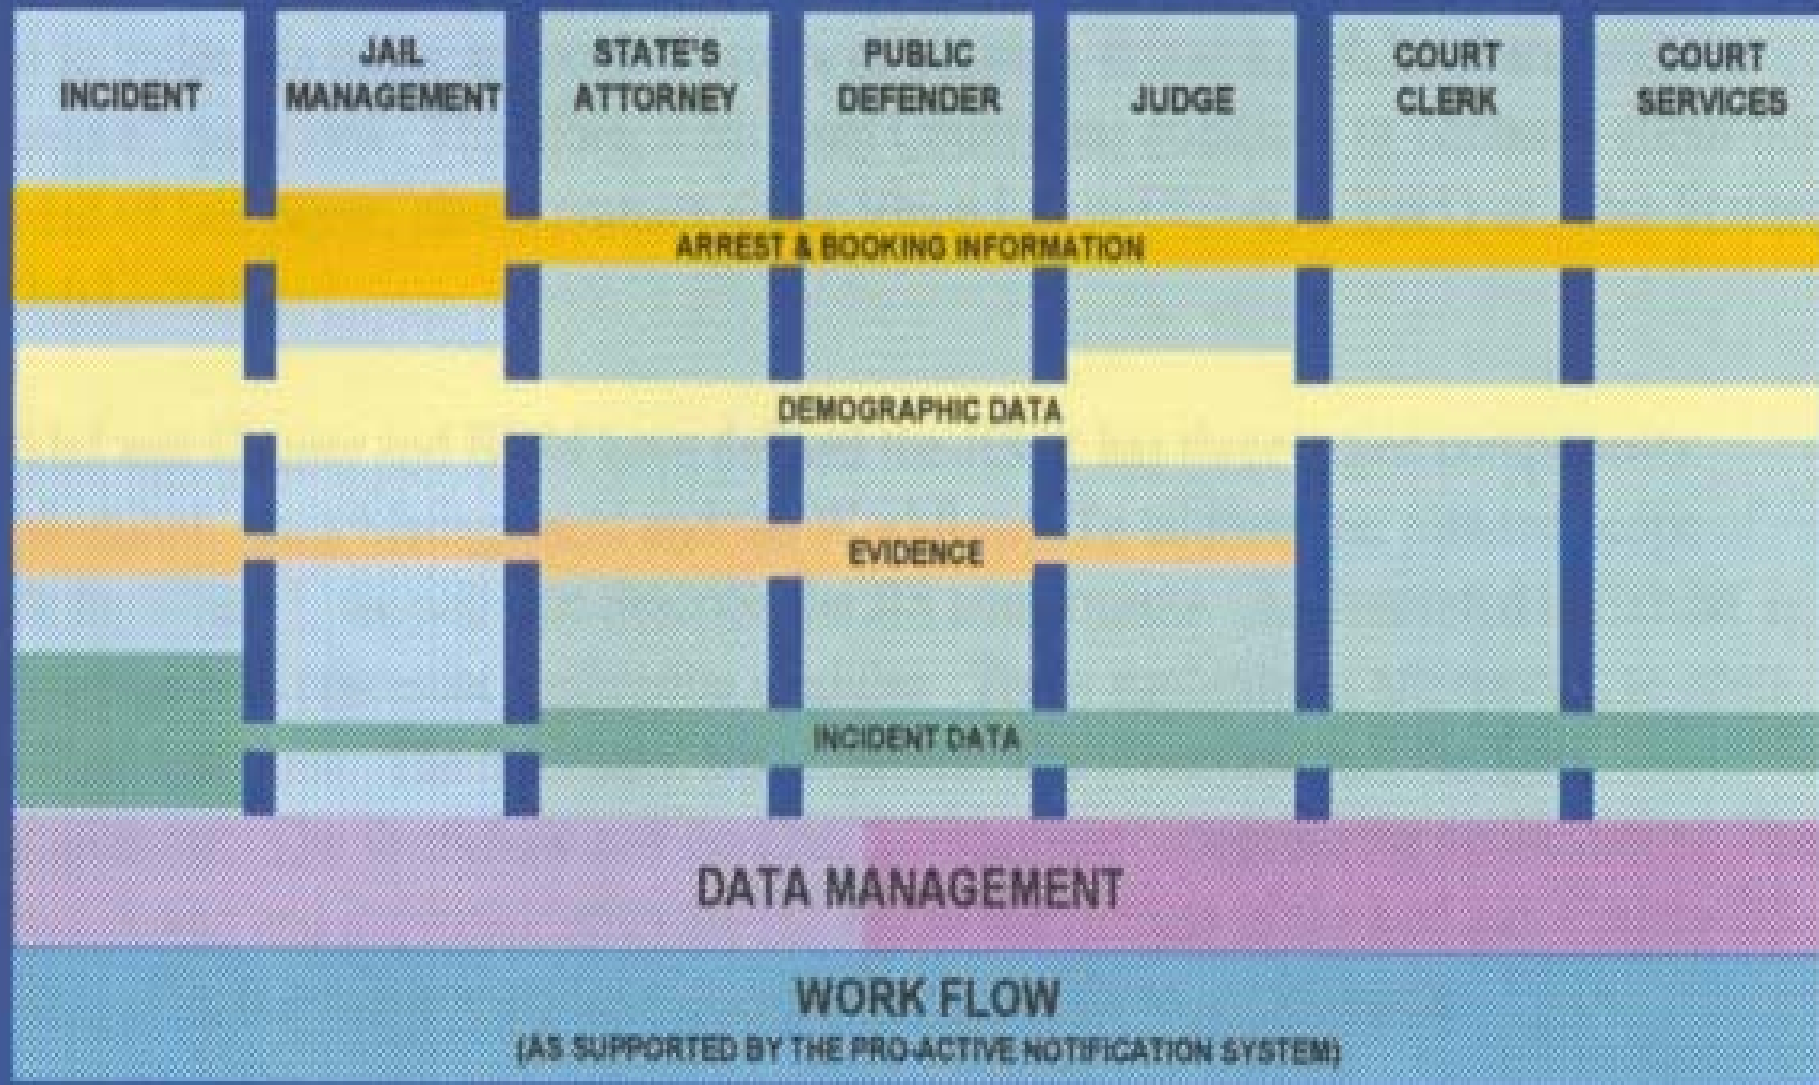 INCIDENT
JAIL
MANAGEMENT
STATE'S
ATTORNEY
PUBLIC
DEFENDER
JUDGE
COURT
CLERK
COURT
SERVICES
ARREST & BOOKING INFORMATION
DEMOGRAPHIC DATA
EVIDENCE
INCIDENT DATA
DATA MANAGEMENT
WORK FLOW
(AS SUPPORTED BY THE PRO-ACTIVE NOTIFICATION SYSTEM)